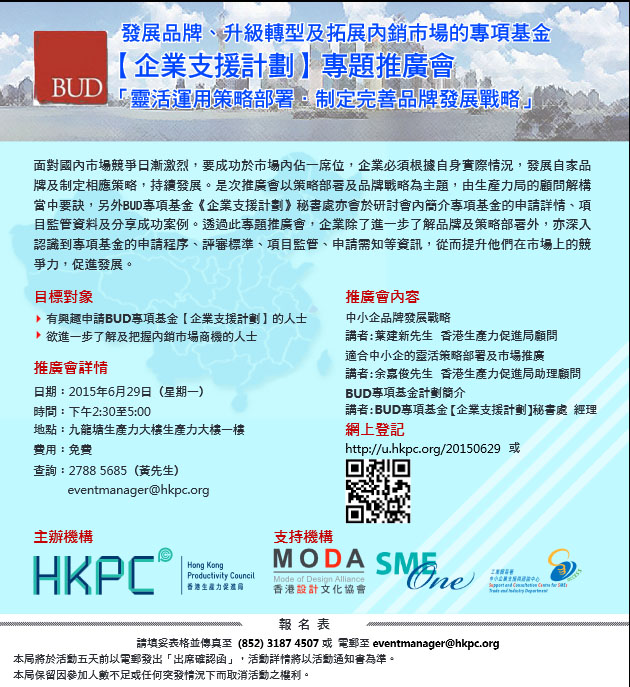 發展品牌、升級轉型及拓展內銷市場的專項基金
BUD
【企業支援計劃】專題推廣會
「靈活運用策略部署‧制定完善品牌發展戰略」
面對國內市場競爭日漸激烈，要成功於市場內佔一席位，企業必須根據自身實際情況，發展自家品
牌及制定相應策略，持續發展。是次推廣會以策略部署及品牌戰略為主題，由生產力局的顧問解構
當中要訣，另外BUD專項基金《企業支援計劃》秘書處亦會於研討會內簡介專項基金的申請詳情、項
目監管資料及分享成功案例。透過此專題推廣會，企業除了進一步了解品牌及策略部署外，亦深入
認識到專項基金的申請程序、評審標準、項目監管、申請需知等資訊，從而提升他們在市場上的競
爭力，促進發展。
目標對象
有興趣申請BUD專項基金【企業支援計劃】的人士
欲進一步了解及把握內銷市場商機的人士
推廣會詳情
日期：2015年6月29日（星期一）
時間：下午2:30至5:00
地點：九龍塘生產力大樓生產力大樓一樓
費用：免費
查詢：2788 5685（黃先生）
eventmanager@hkpc.org
推廣會內容
中小企品牌發展戰略
講者:葉建新先生 香港生產力促進局顧問
適合中小企的靈活策略部署及市場推廣
講者:余嘉俊先生 香港生產力促進局助理顧問
BUD專項基金計劃簡介
講者:BUD專項基金【企業支援計劃】秘書處 經理
網上登記
http://u.hkpc.org/20150629 或
主辦機構
HKPC
Hong Kong
Productivity Council
香港生產力促進局
支持機構
MODA
Mode of Design Alliance
香港設計文化協會
SME
One
工業貿易署
中小企業支援與諮詢中心
Support and Consultation Centre for SMEs
Trade and Industry Department
報 名 表
請填妥表格並傳真至 (852) 3187 4507 或 電郵至 eventmanager@hkpc.org
本局將於活動五天前以電郵發出「出席確認函」，活動詳情將以活動通知書為準。
本局保留因參加人數不足或任何突發情況下而取消活動之權利。